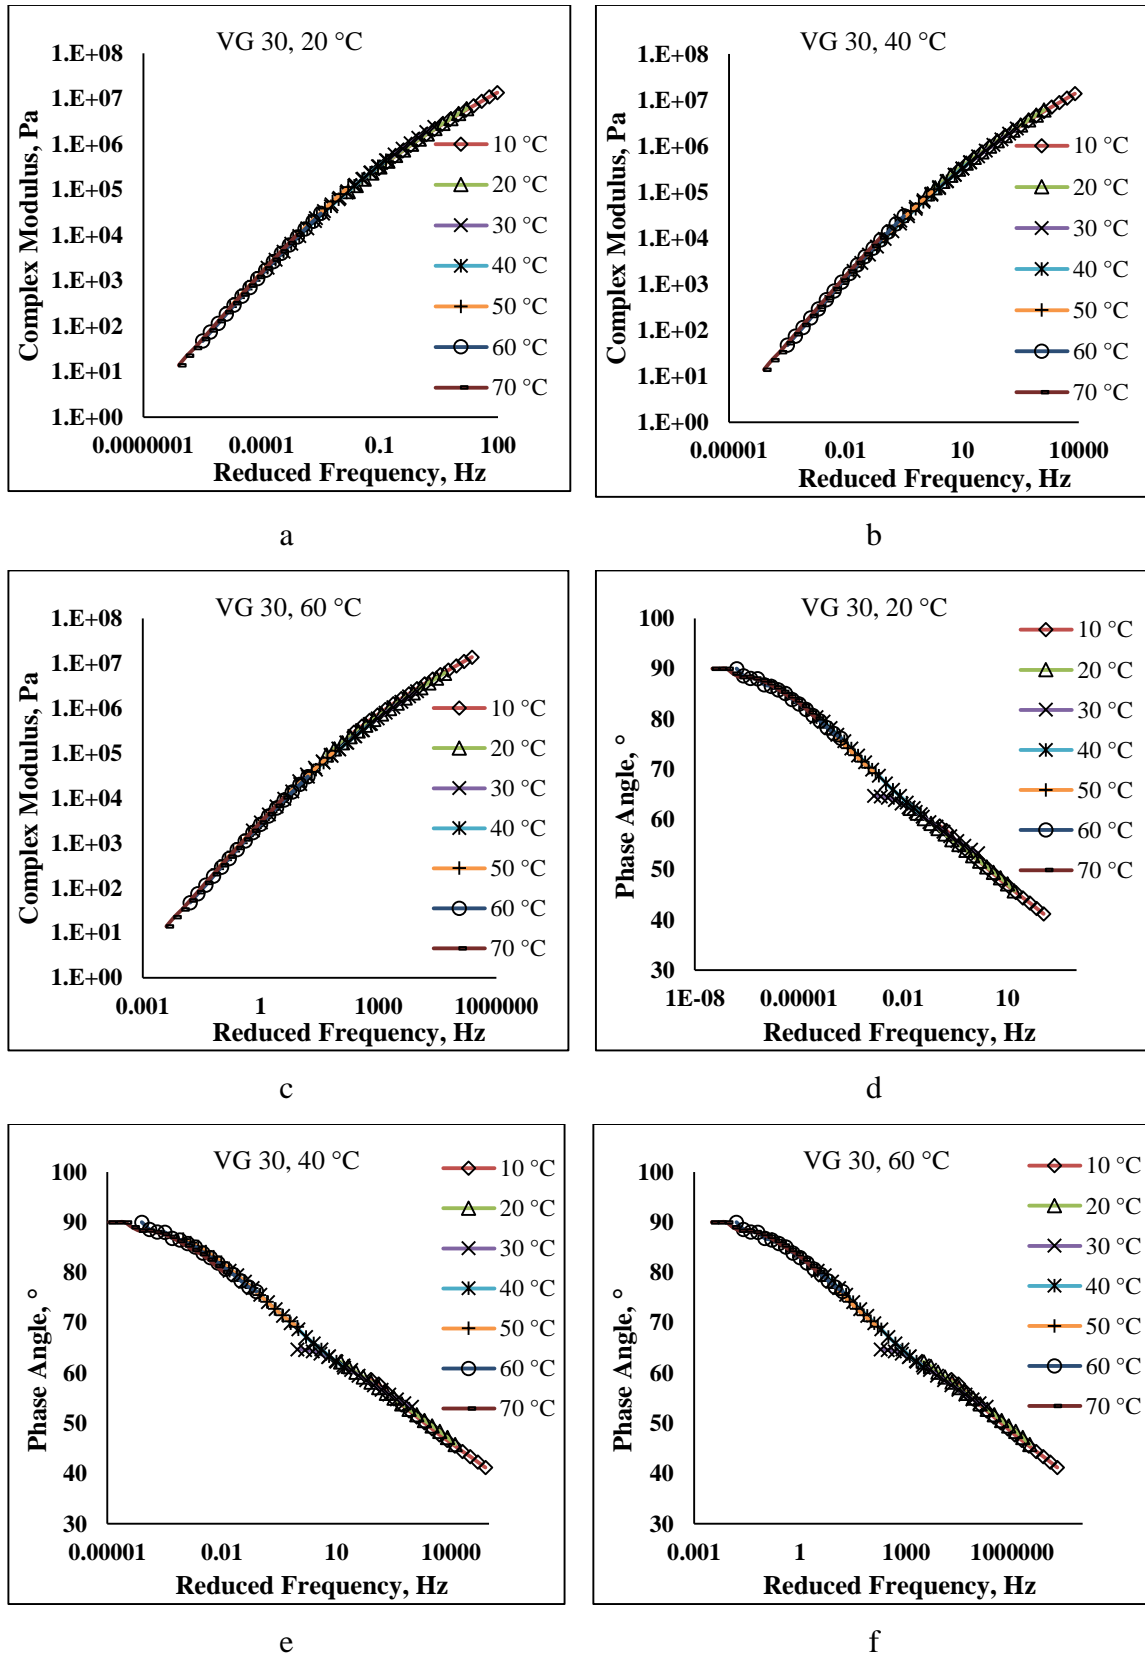 VG 30, 20 °C
1.E+08
1.E+07
1.E+06
1.E+05
1.E+04
1.E+03
1.E+02
1.E+01
1.E+00
Complex Modulus, Pa
10 °C
20 °C
30 °C
40 °C
50 °C
60 °C
70 °C
0.0000001 0.0001 0.1 100
Reduced Frequency, Hz
a
VG 30, 40 °C
1.E+08
1.E+07
1.E+06
1.E+05
1.E+04
1.E+03
1.E+02
1.E+01
1.E+00
Complex Modulus, Pa
10 °C
20 °C
30 °C
40 °C
50 °C
60 °C
70 °C
0.00001 0.01 10 10000
Reduced Frequency, Hz
b
VG 30, 60 °C
1.E+08
1.E+07
1.E+06
1.E+05
1.E+04
1.E+03
1.E+02
1.E+01
1.E+00
Complex Modulus, Pa
10 °C
20 °C
30 °C
40 °C
50 °C
60 °C
70 °C
0.001 1 1000 1000000
Reduced Frequency, Hz
c
VG 30, 20 °C
100
90
80
70
60
50
40
30
Phase Angle, °
10 °C
20 °C
30 °C
40 °C
50 °C
60 °C
70 °C
1E-08 0.00001 0.01 10
Reduced Frequency, Hz
d
VG 30, 40 °C
100
90
80
70
60
50
40
30
Phase Angle, °
10 °C
20 °C
30 °C
40 °C
50 °C
60 °C
70 °C
0.00001 0.01 10 10000
Reduced Frequency, Hz
e
VG 30, 60 °C
100
90
80
70
60
50
40
30
Phase Angle, °
10 °C
20 °C
30 °C
40 °C
50 °C
60 °C
70 °C
0.001 1 1000 1000000
Reduced Frequency, Hz
f